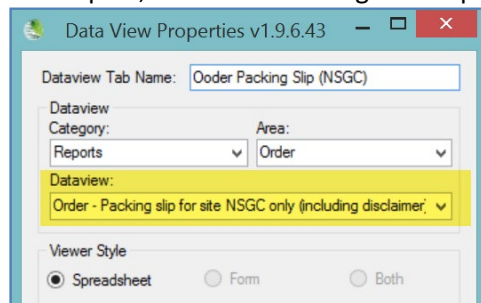 Data View Properties v1.9.6.43
Dataview Tab Name: Ooder Packing Slip (NSGC)
Dataview
Category: Area:
Reports Order
Dataview:
Order - Packing slip for site NSGC only (including disclaimer)
Viewer Style
Spreadsheet Form Both